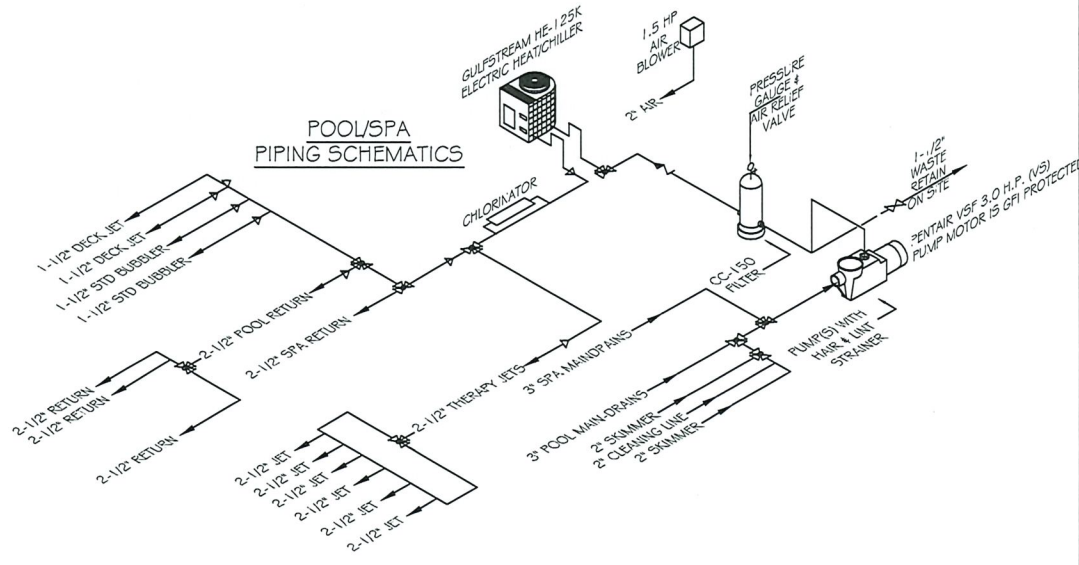 GULFSTREAM HE-125K
ELECTRIC HEAT/CHILLER
1.5 HP
AIR
BLOWER
2" AIR
PRESSURE
GAUGE &
AIR RELIEF
VALVE
POOL/SPA
PIPING SCHEMATICS
1-1/2"
WASTE
RETAIN
ON SITE
PENTAIR VSF 3.0 H.P. (VS)
PUMP MOTOR IS GFI PROTECTED
CHLORINATOR
CC-150
FILTER
1-1/2" DECK JET
1-1/2" DECK JET
1-1/2" STD BUBBLER
1-1/2" STD BUBBLER
2-1/2" POOL RETURN
2-1/2" SPA RETURN
3" SPA MAINDRAINS
PUMP(S) WITH
HAIR & LINT
STRAINER
2-1/2" RETURN
2-1/2" RETURN
2-1/2" RETURN
2-1/2" THERAPY JETS
3" POOL MAIN-DRAINS
2" SKIMMER
2" CLEANING LINE
2" SKIMMER
2-1/2" JET
2-1/2" JET
2-1/2" JET
2-1/2" JET
2-1/2" JET
2-1/2" JET